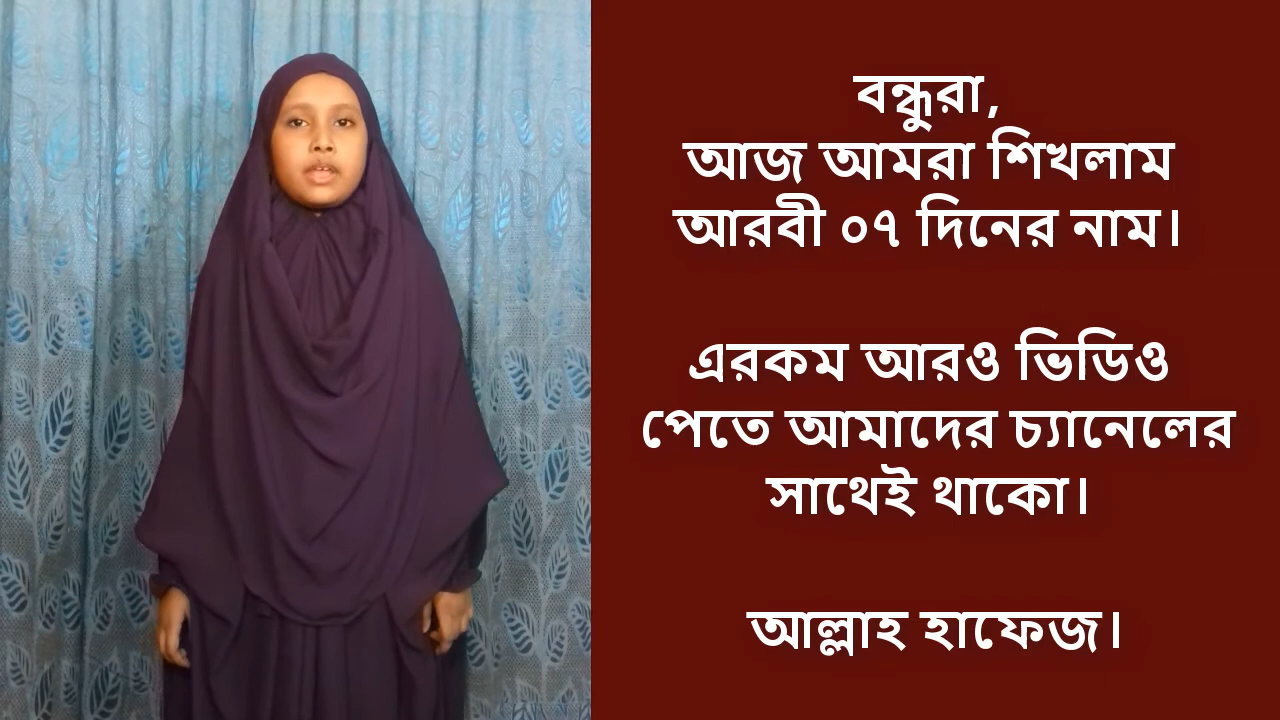 বন্ধুরা,
আজ আমরা শিখলাম
আরবী ০৭ দিনের নাম।
এরকম আরও ভিডিও
পেতে আমাদের চ্যানেলের
সাথেই থাকো।
আল্লাহ হাফেজ।